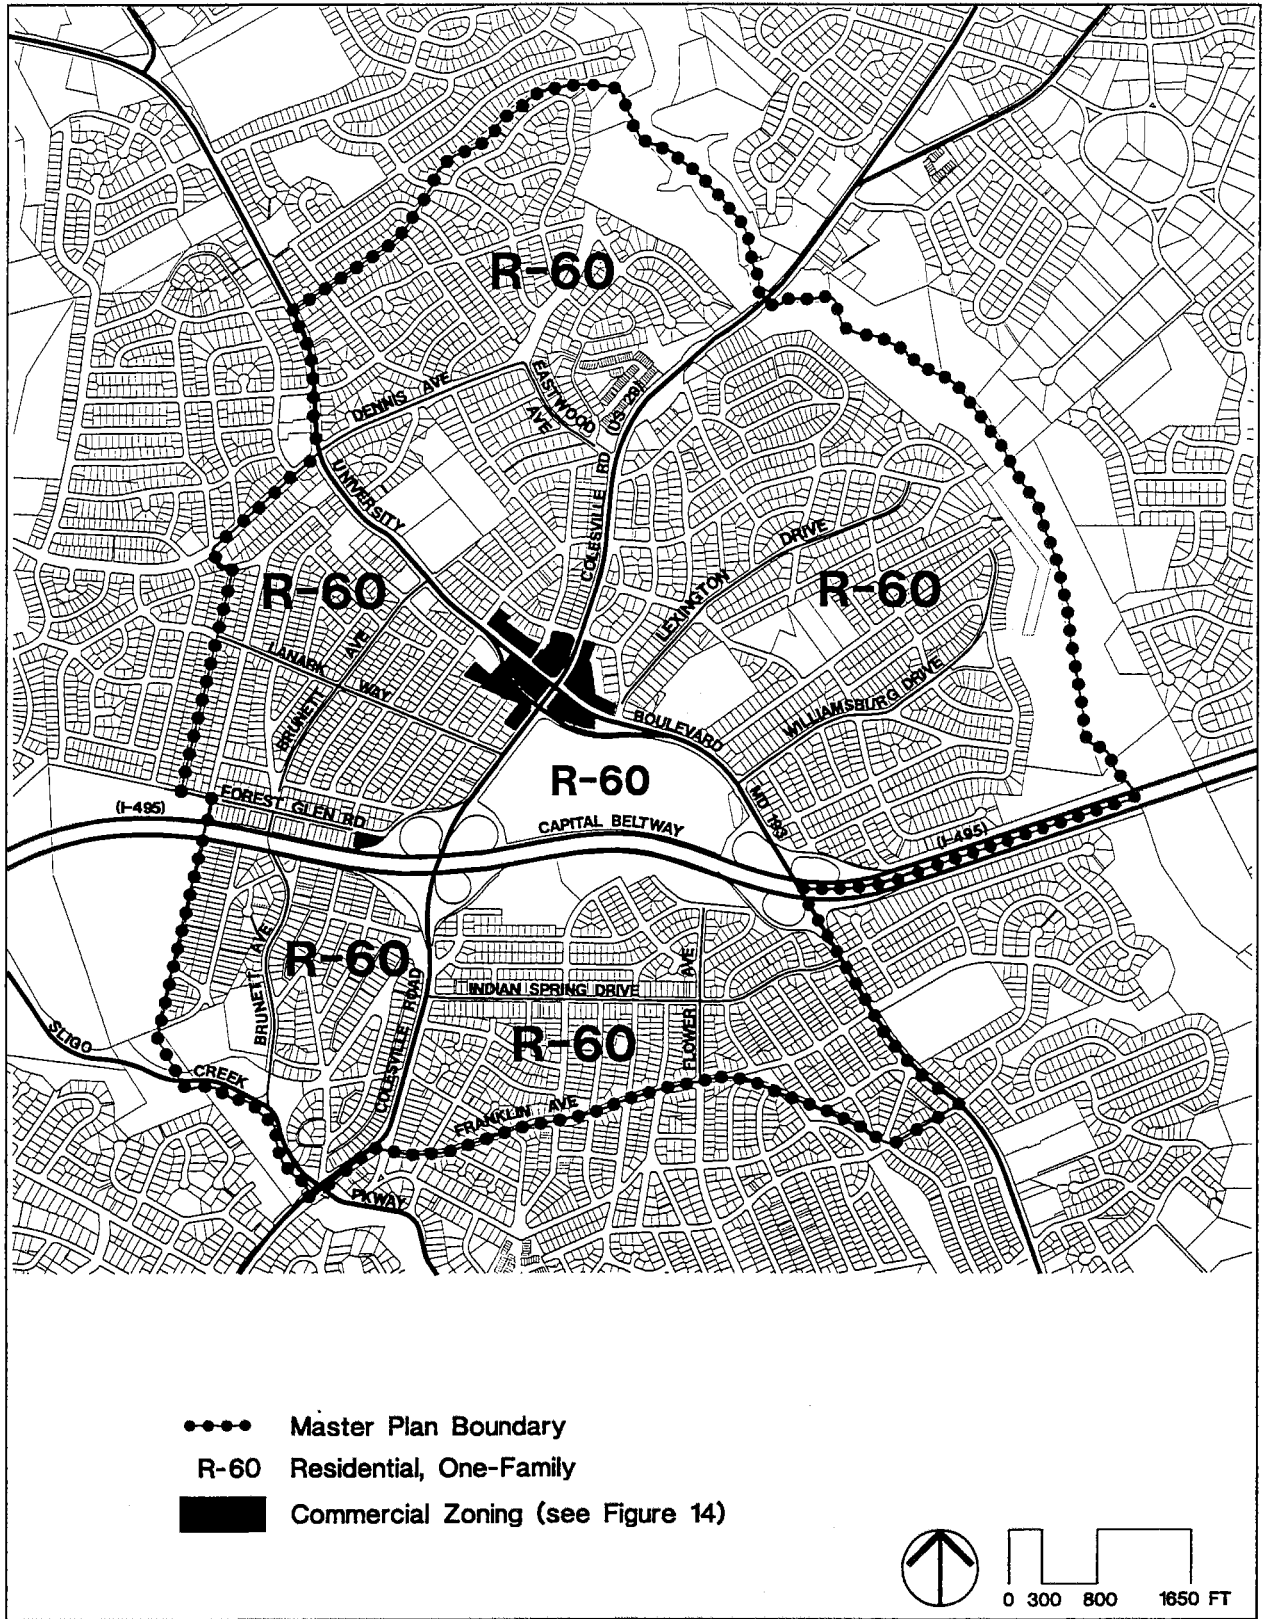 R-60
DENNIS AVE
EASTWOOD AVE
(US 29)
COLESVILLE RD
UNIVERSITY
DRIVE
LEXINGTON
R-60
R-60
LANARK WAY
BRUNETT AVE
WILLIAMSBURG DRIVE
BOULEVARD
R-60
MD 193
FOREST GLEN RD
(I-495)
CAPITAL BELTWAY
(I-495)
R-60
BRUNETT AVE
COLESVILLE ROAD
INDIAN SPRING DRIVE
FLOWER AVE
R-60
SLIGO
CREEK
FRANKLIN AVE
PKWAY
Master Plan Boundary
R-60 Residential, One-Family
Commercial Zoning (see Figure 14)
0 300 800 1650 FT